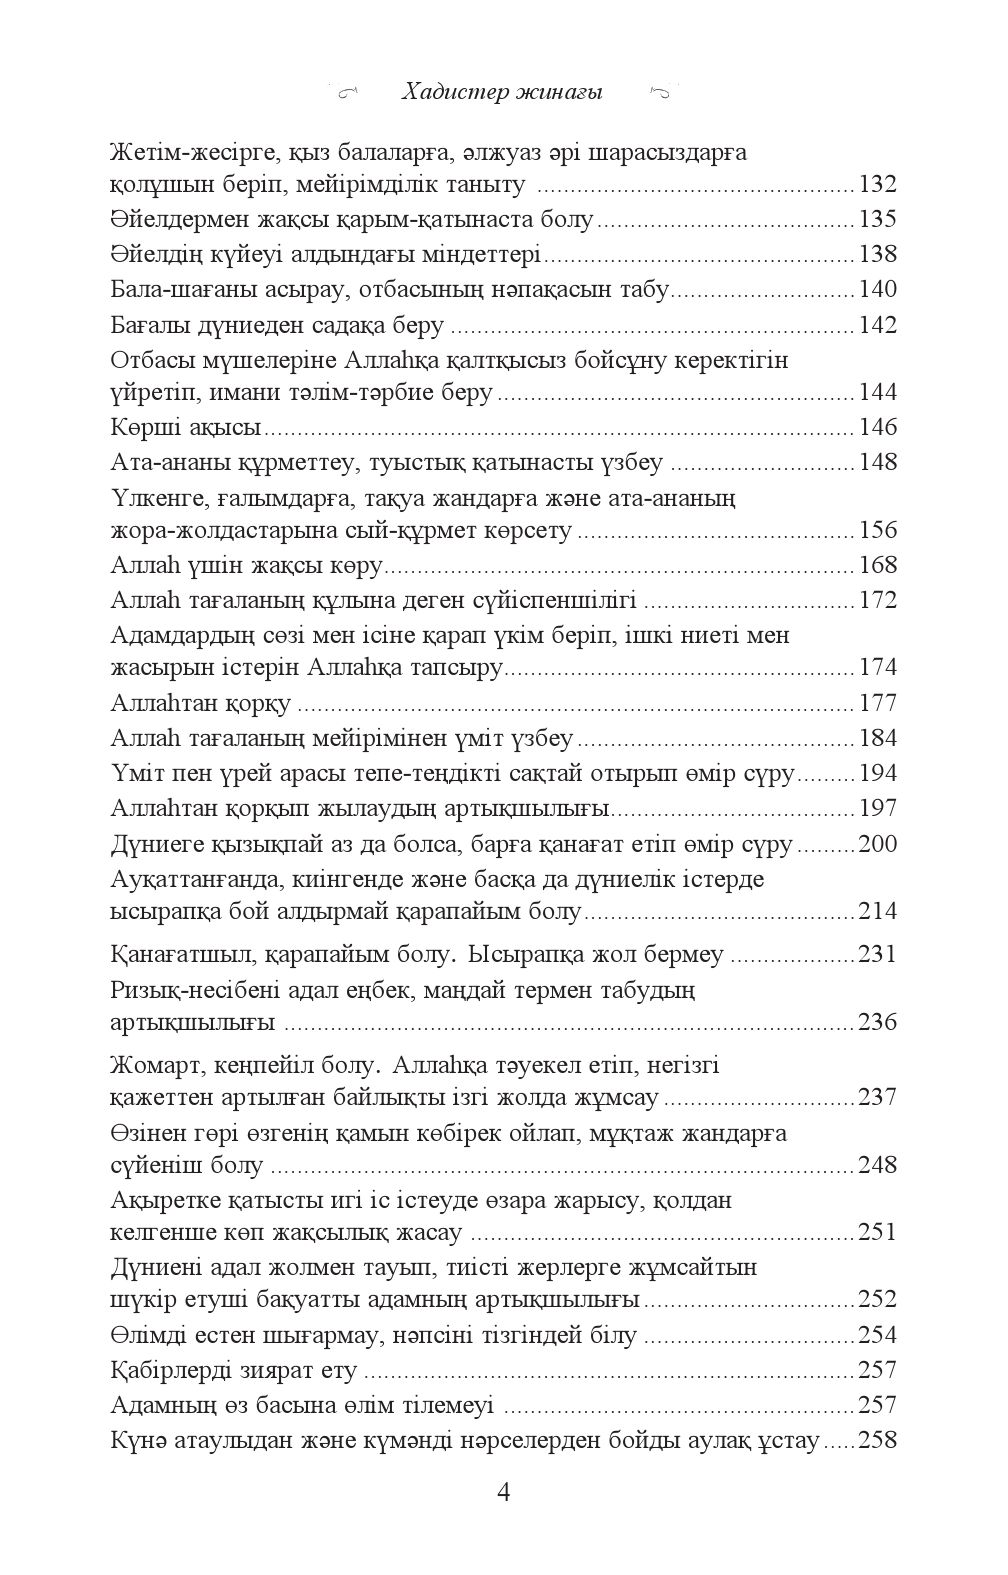 Хадистер жинағы
Жетім-жесірге, қыз балаларға, әлжуаз әрі шарасыздарға
қолұшын беріп, мейірімділік таныту ................................................ 132
Әйелдермен жақсы қарым-қатынаста болу ....................................... 135
Әйелдің күйеуі алдындағы міндеттері ............................................... 138
Бала-шағаны асырау, отбасының нәпақасын табу ............................ 140
Бағалы дүниеден садақа беру ............................................................. 142
Отбасы мүшелеріне Аллаһқа қалтқысыз бойсұну керектігін
үйретіп, имани тәлім-тәрбие беру ...................................................... 144
Көрші ақысы ......................................................................................... 146
Ата-ананы құрметтеу, туыстық қатынасты үзбеу ............................ 148
Үлкенге, ғалымдарға, тақуа жандарға және ата-ананың
жора-жолдастарына сый-құрмет көрсету .......................................... 156
Аллаһ үшін жақсы көру ....................................................................... 168
Аллаһ тағаланың құлына деген сүйіспеншілігі ................................ 172
Адамдардың сөзі мен ісіне қарап үкім беріп, ішкі ниеті мен
жасырын істерін Аллаһқа тапсыру ..................................................... 174
Аллаһтан қорқу .................................................................................... 177
Аллаһ тағаланың мейірімінен үміт үзбеу .......................................... 184
Үміт пен үрей арасы тепе-теңдікті сақтай отырып өмір сүру ......... 194
Аллаһтан қорқып жылаудың артықшылығы ..................................... 197
Дүниеге қызықпай аз да болса, барға қанағат етіп өмір сүру ......... 200
Ауқаттанғанда, киінгенде және басқа да дүниелік істерде
ысырапқа бой алдырмай қарапайым болу ......................................... 214
Қанағатшыл, қарапайым болу. Ысырапқа жол бермеу ................... 231
Ризық-несібені адал еңбек, маңдай термен табудың
артықшылығы ...................................................................................... 236
Жомарт, кеңпейіл болу. Аллаһқа тәуекел етіп, негізгі
қажеттен артылған байлықты ізгі жолда жұмсау ............................. 237
Өзінен гөрі өзгенің қамын көбірек ойлап, мұқтаж жандарға
сүйеніш болу ........................................................................................ 248
Ақыретке қатысты игі іс істеуде өзара жарысу, қолдан
келгенше көп жақсылық жасау .......................................................... 251
Дүниені адал жолмен тауып, тиісті жерлерге жұмсайтын
шүкір етуші бақуатты адамның артықшылығы ................................ 252
Өлімді естен шығармау, нәпсіні тізгіндей білу ................................ 254
Қабірлерді зиярат ету .......................................................................... 257
Адамның өз басына өлім тілемеуі ..................................................... 257
Күнә атаулыдан және күмәнді нәрселерден бойды аулақ ұстау ..... 258
4